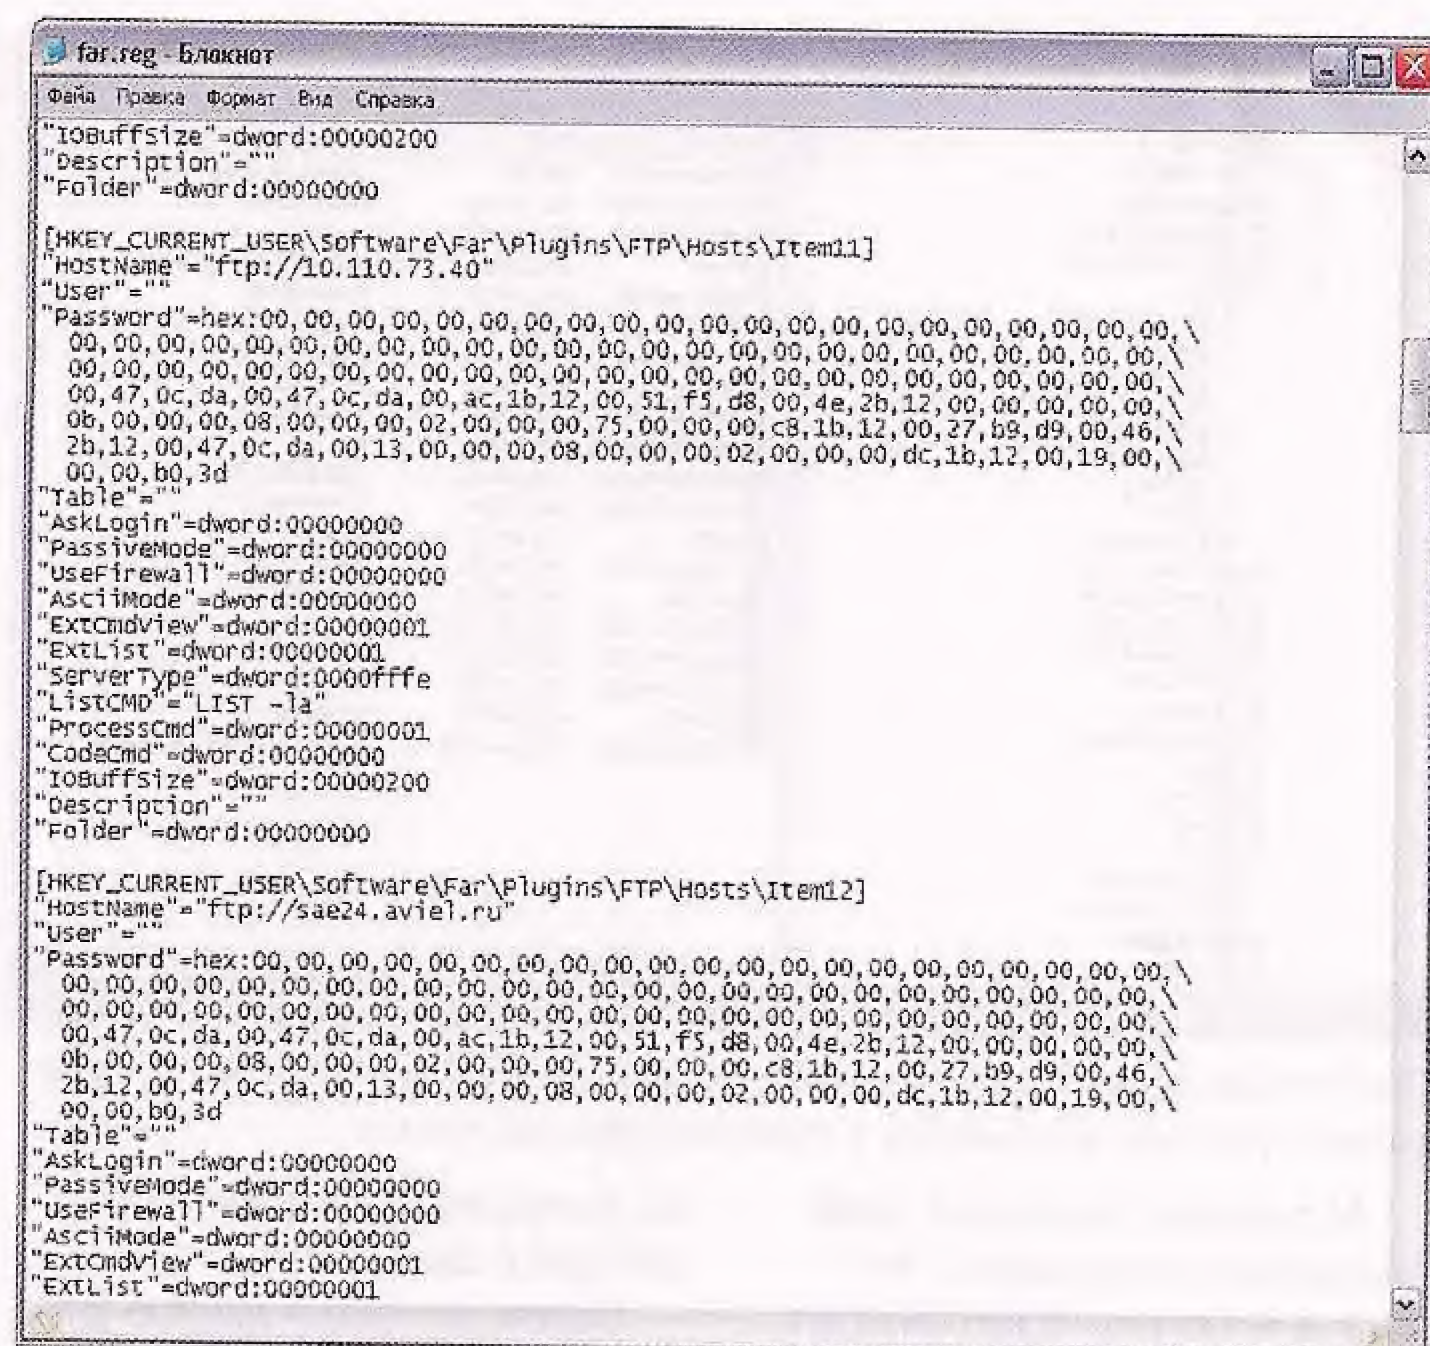 far.reg - Блокнот
Файл Правка Формат Вид Справка
"IOBuffSize"=dword:00000200
"Description"=""
"Folder"=dword:00000000
[HKEY_CURRENT_USER\Software\Far\Plugins\FTP\Hosts\Item11]
"HostName"="ftp://10.110.73.40"
"User"=""
"Password"=hex:00,00,00,00,00,00,00,00,00,00,00,00,00,00,00,00,00,00,00,00,00,\
00,00,00,00,00,00,00,00,00,00,00,00,00,00,00,00,00,00,00,00,00,00,00,00,00,\
00,00,00,00,00,00,00,00,00,00,00,00,00,00,00,00,00,00,00,00,00,00,00,00,00,\
00,47,0c,da,00,47,0c,da,00,ac,1b,12,00,51,f5,d8,00,4e,2b,12,00,00,00,00,00,\
0b,00,00,00,08,00,00,00,02,00,00,00,75,00,00,00,c8,1b,12,00,27,b9,d9,00,46,\
2b,12,00,47,0c,da,00,13,00,00,00,08,00,00,00,02,00,00,00,dc,1b,12,00,19,00,\
00,00,b0,3d
"Table"=""
"AskLogin"=dword:00000000
"PassiveMode"=dword:00000000
"UseFirewall"=dword:00000000
"AsciiMode"=dword:00000000
"ExtCmdView"=dword:00000001
"ExtList"=dword:00000001
"ServerType"=dword:0000fffe
"ListCMD"="LIST -la"
"ProcessCmd"=dword:00000001
"CodeCmd"=dword:00000000
"IOBuffSize"=dword:00000200
"Description"=""
"Folder"=dword:00000000
[HKEY_CURRENT_USER\Software\Far\Plugins\FTP\Hosts\Item12]
"HostName"="ftp://sae24.aviel.ru"
"User"=""
"Password"=hex:00,00,00,00,00,00,00,00,00,00,00,00,00,00,00,00,00,00,00,00,00,\
00,00,00,00,00,00,00,00,00,00,00,00,00,00,00,00,00,00,00,00,00,00,00,00,00,\
00,00,00,00,00,00,00,00,00,00,00,00,00,00,00,00,00,00,00,00,00,00,00,00,00,\
00,47,0c,da,00,47,0c,da,00,ac,1b,12,00,51,f5,d8,00,4e,2b,12,00,00,00,00,00,\
0b,00,00,00,08,00,00,00,02,00,00,00,75,00,00,00,c8,1b,12,00,27,b9,d9,00,46,\
2b,12,00,47,0c,da,00,13,00,00,00,08,00,00,00,02,00,00,00,dc,1b,12,00,19,00,\
00,00,b0,3d
"Table"=""
"AskLogin"=dword:00000000
"PassiveMode"=dword:00000000
"UseFirewall"=dword:00000000
"AsciiMode"=dword:00000000
"ExtCmdView"=dword:00000001
"ExtList"=dword:00000001